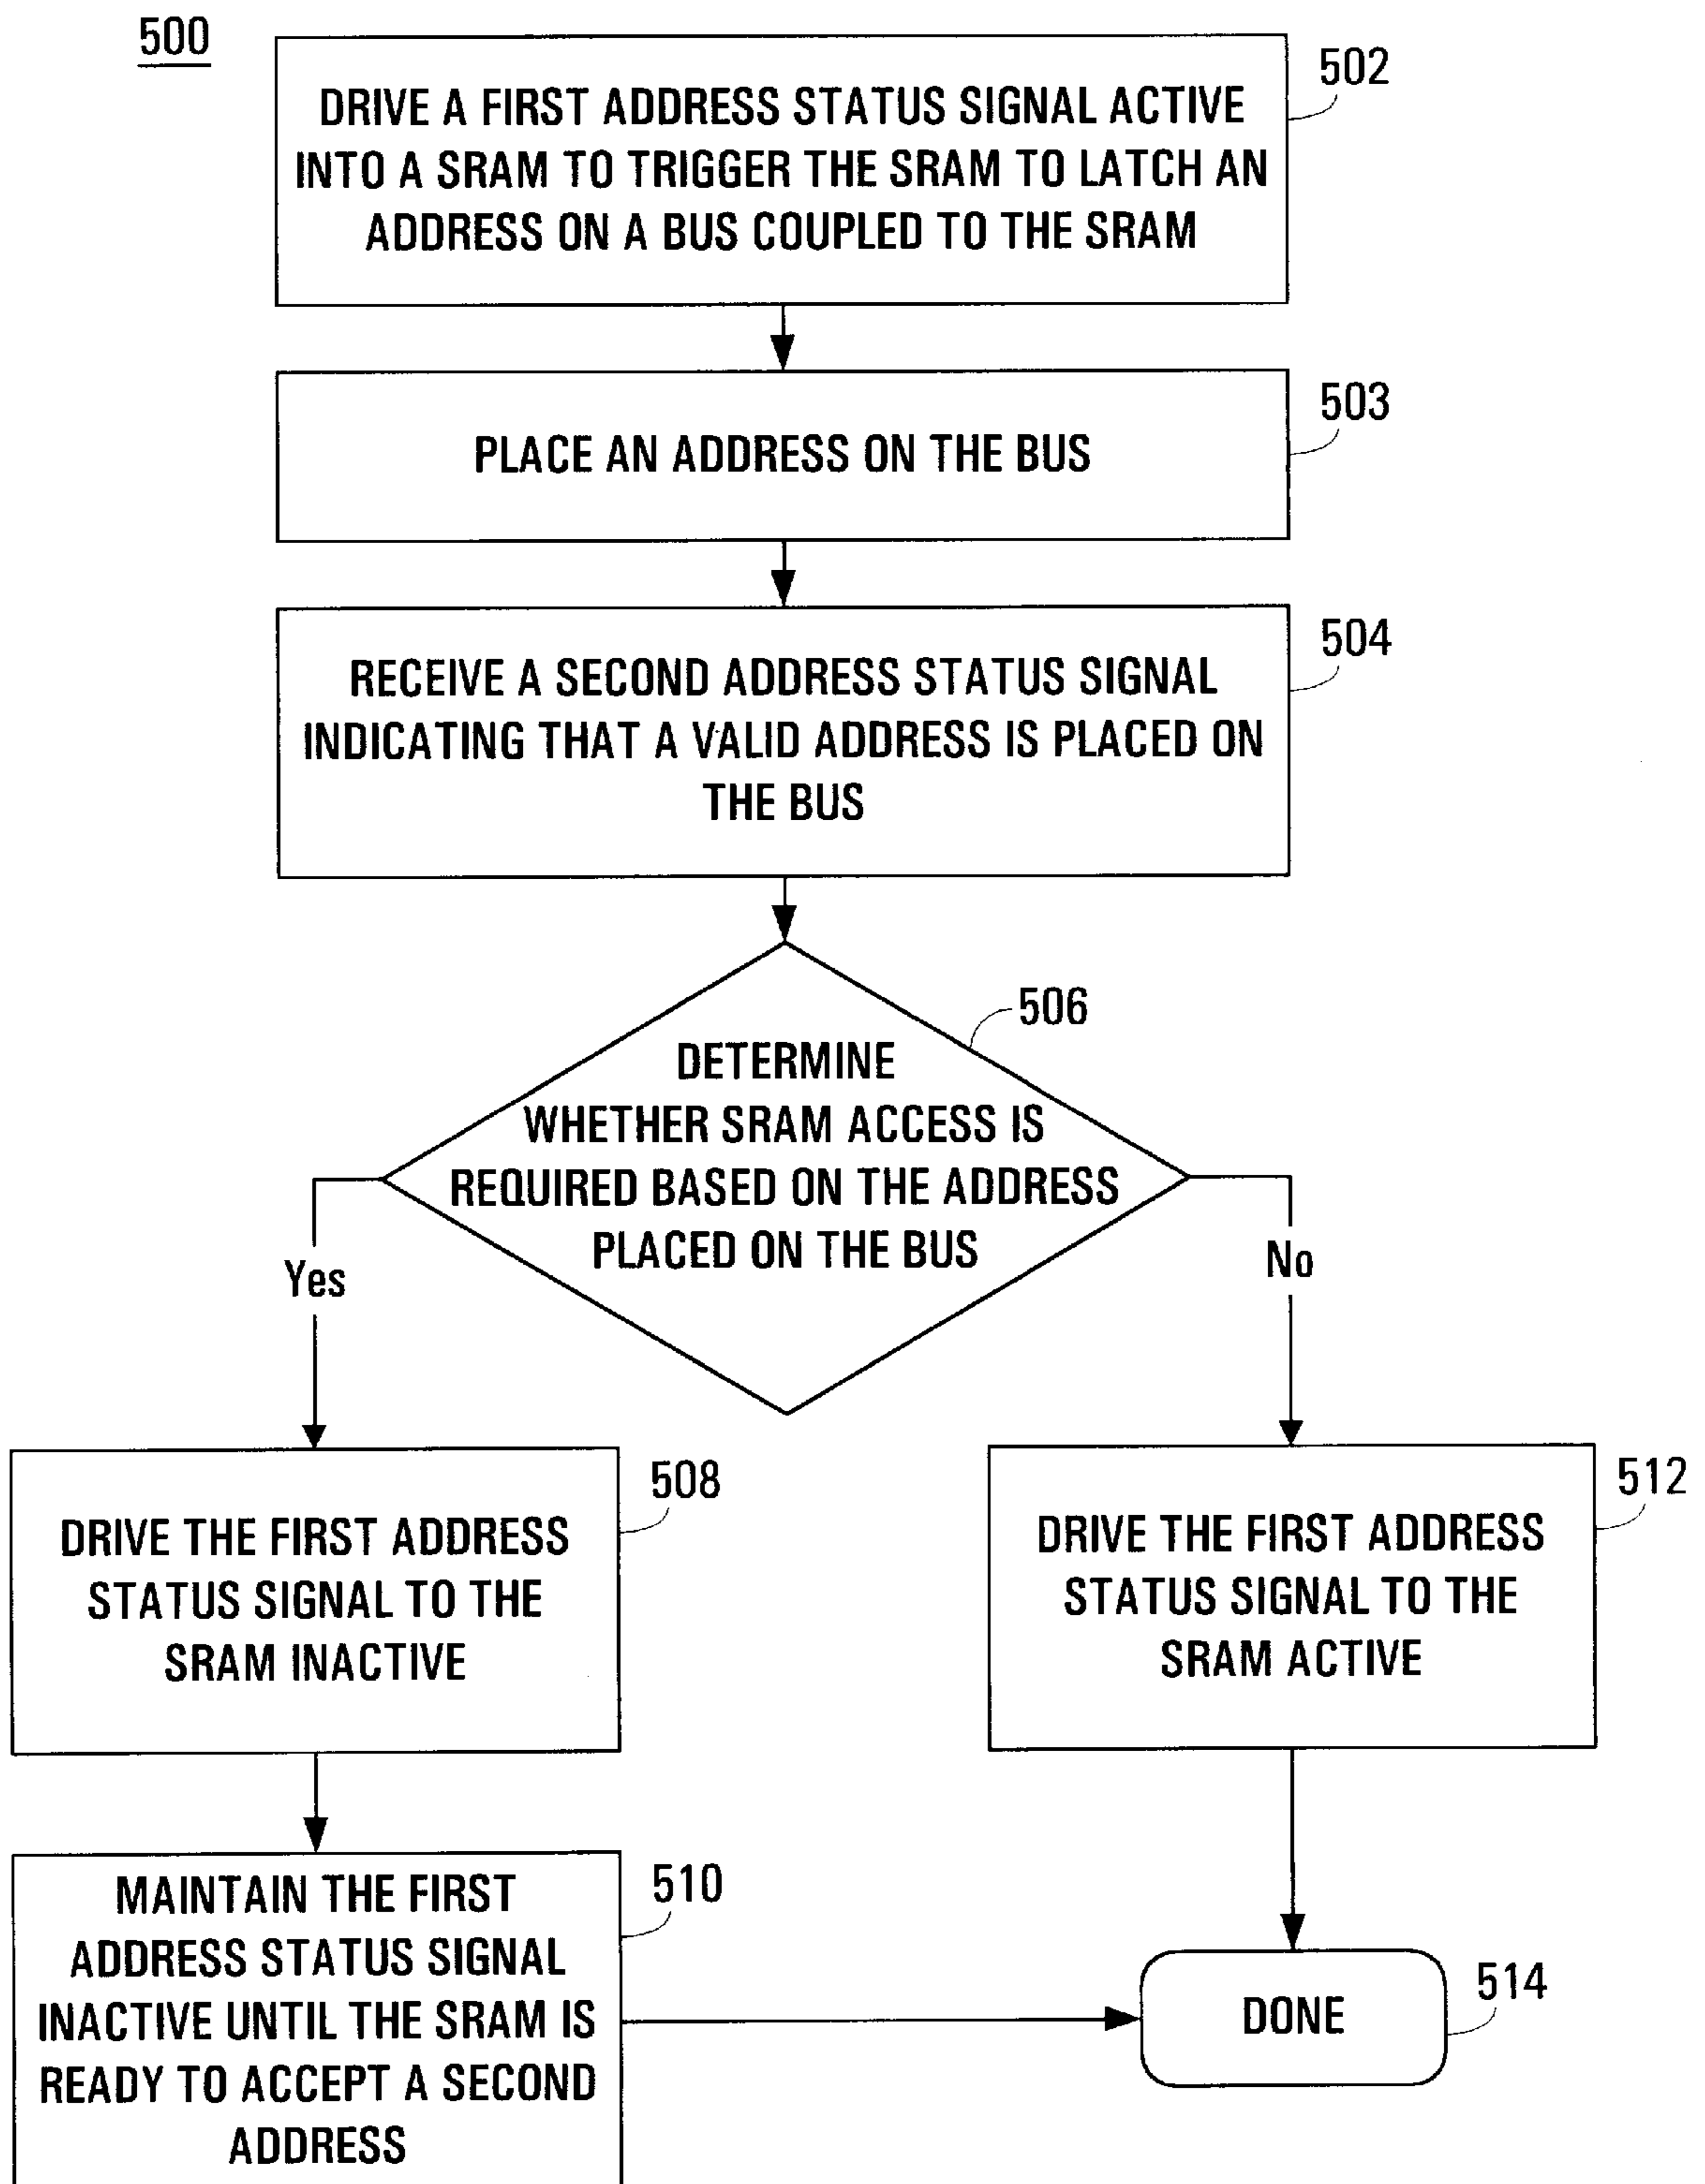 500
502
DRIVE A FIRST ADDRESS STATUS SIGNAL ACTIVE
INTO A SRAM TO TRIGGER THE SRAM TO LATCH AN
ADDRESS ON A BUS COUPLED TO THE SRAM
503
PLACE AN ADDRESS ON THE BUS
504
RECEIVE A SECOND ADDRESS STATUS SIGNAL
INDICATING THAT A VALID ADDRESS IS PLACED ON
THE BUS
506
DETERMINE
WHETHER SRAM ACCESS IS
REQUIRED BASED ON THE ADDRESS
PLACED ON THE BUS
Yes
No
508
DRIVE THE FIRST ADDRESS
STATUS SIGNAL TO THE
SRAM INACTIVE
512
DRIVE THE FIRST ADDRESS
STATUS SIGNAL TO THE
SRAM ACTIVE
510
MAINTAIN THE FIRST
ADDRESS STATUS SIGNAL
INACTIVE UNTIL THE SRAM IS
READY TO ACCEPT A SECOND
ADDRESS
514
DONE